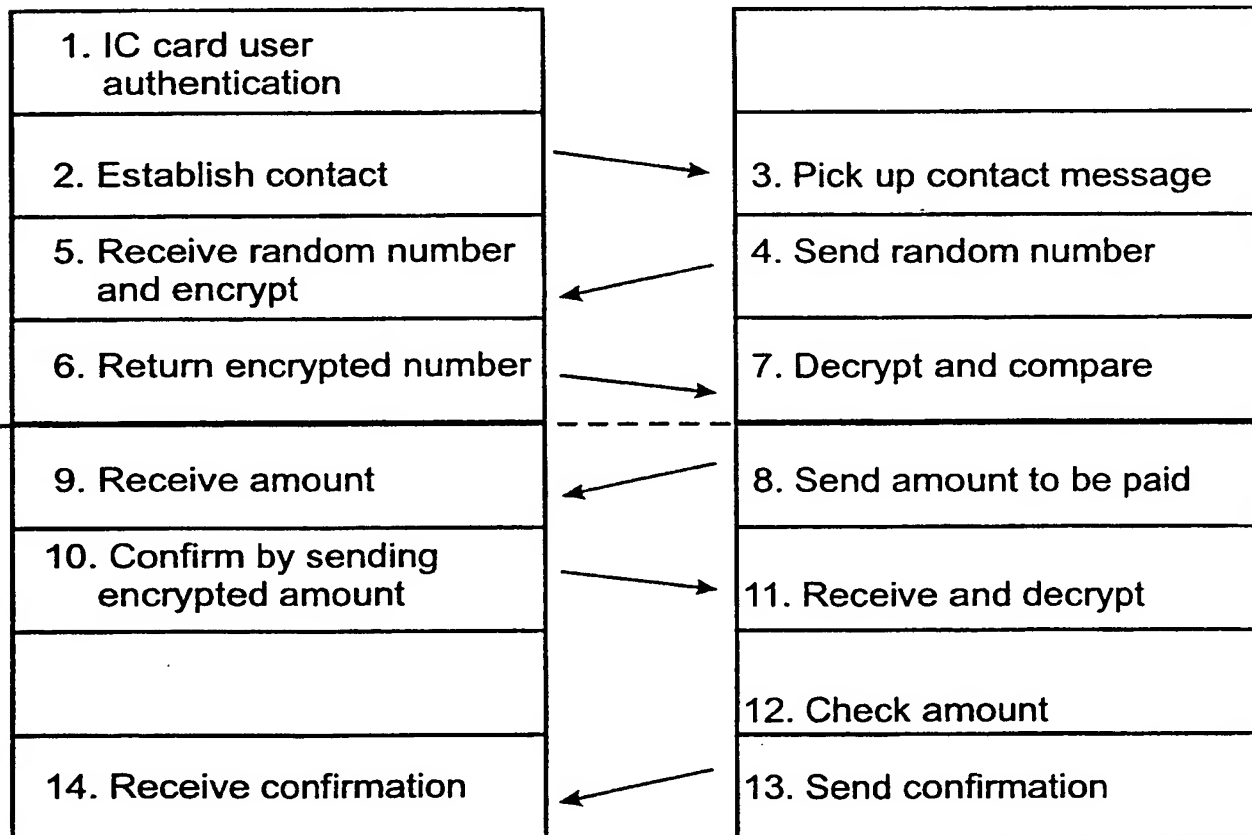 1. IC card user
authentication
2. Establish contact
3. Pick up contact message
5. Receive random number
and encrypt
4. Send random number
6. Return encrypted number
7. Decrypt and compare
9. Receive amount
8. Send amount to be paid
10. Confirm by sending
encrypted amount
11. Receive and decrypt
12. Check amount
14. Receive confirmation
13. Send confirmation